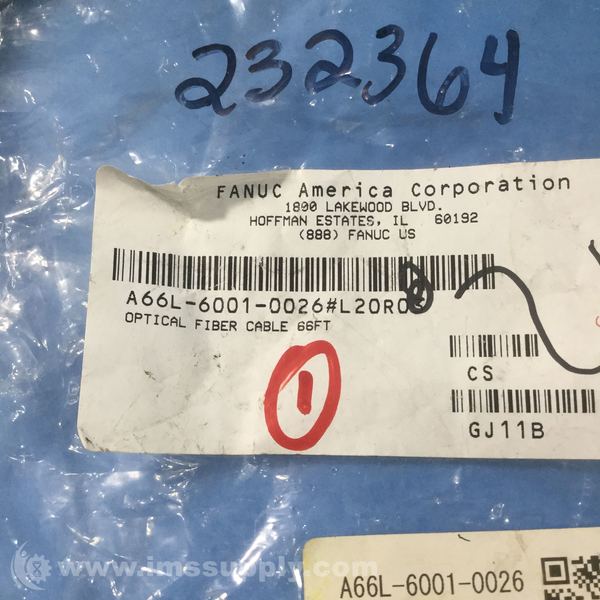 232364
FANUC America Corporation
1800 LAKEWOOD BLVD.
HOFFMAN ESTATES, IL 60192
(888) FANUC US
A66L-6001-0026#L20R03
OPTICAL FIBER CABLE 66FT
1
CS
GJ11B
A66L-6001-0026
www.imssupply.com